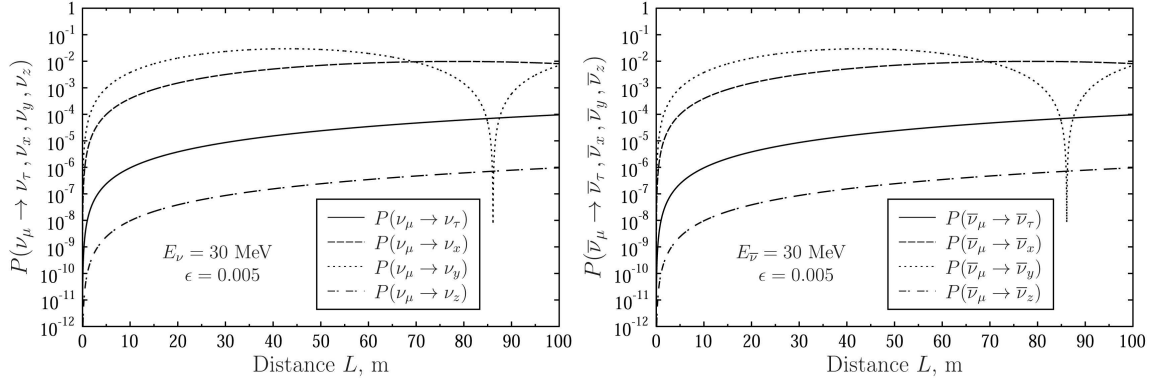 P(ν_μ → ν_τ, ν_x, ν_y, ν_z)
1
10^-1
10^-2
10^-3
10^-4
10^-5
10^-6
10^-7
10^-8
10^-9
10^-10
10^-11
10^-12
E_ν = 30 MeV
ϵ = 0.005
P(ν_μ → ν_τ)
P(ν_μ → ν_x)
P(ν_μ → ν_y)
P(ν_μ → ν_z)
0 10 20 30 40 50 60 70 80 90 100
Distance L, m
P(ν̅_μ → ν̅_τ, ν̅_x, ν̅_y, ν̅_z)
1
10^-1
10^-2
10^-3
10^-4
10^-5
10^-6
10^-7
10^-8
10^-9
10^-10
10^-11
10^-12
E_ν̅ = 30 MeV
ϵ = 0.005
P(ν̅_μ → ν̅_τ)
P(ν̅_μ → ν̅_x)
P(ν̅_μ → ν̅_y)
P(ν̅_μ → ν̅_z)
0 10 20 30 40 50 60 70 80 90 100
Distance L, m